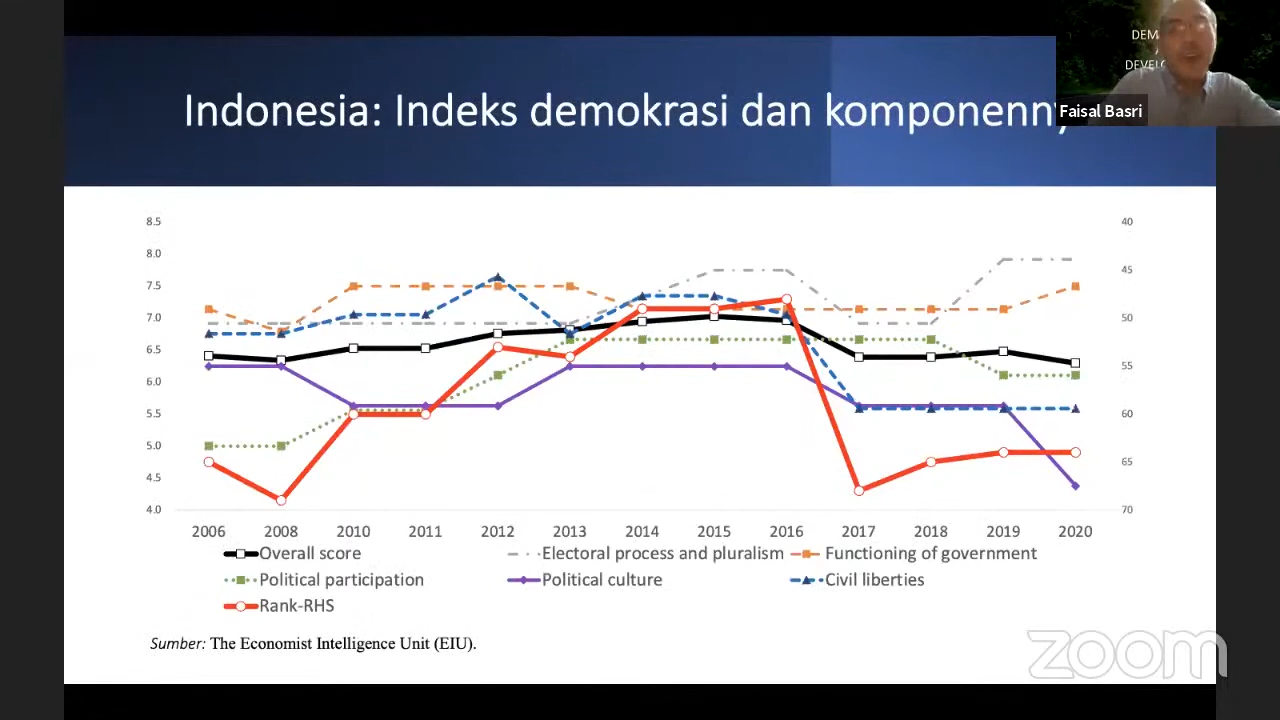 Indonesia: Indeks demokrasi dan
Faisal Basri
8.5
8.0
7.5
7.0
6.5
6.0
5.5
5.0
4.5
4.0
40
45
50
55
60
65
70
2006 2008 2010 2011 2012 2013 2014 2015 2016 2017 2018 2019 2020
Overall score Electoral process and pluralism Functioning of government
Political participation Political culture Civil liberties
Rank-RHS
Sumber: The Economist Intelligence Unit (EIU).
zoom